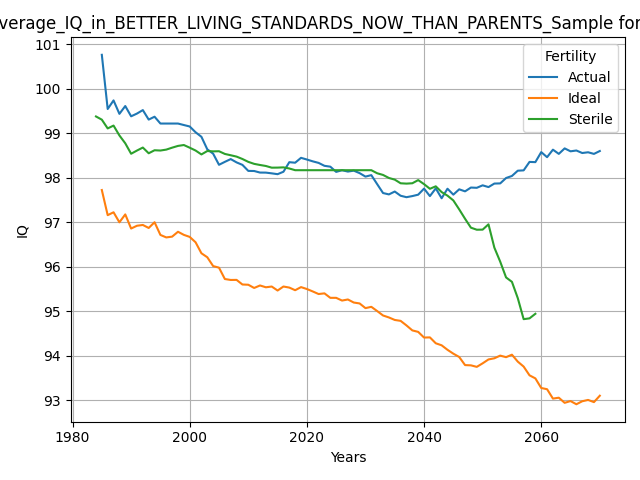 verage_IQ_in_BETTER_LIVING_STANDARDS_NOW_THAN_PARENTS_Sample for
101
100
99
98
97
96
95
94
93
IQ
Fertility
Actual
Ideal
Sterile
1980
2000
2020
2040
2060
Years